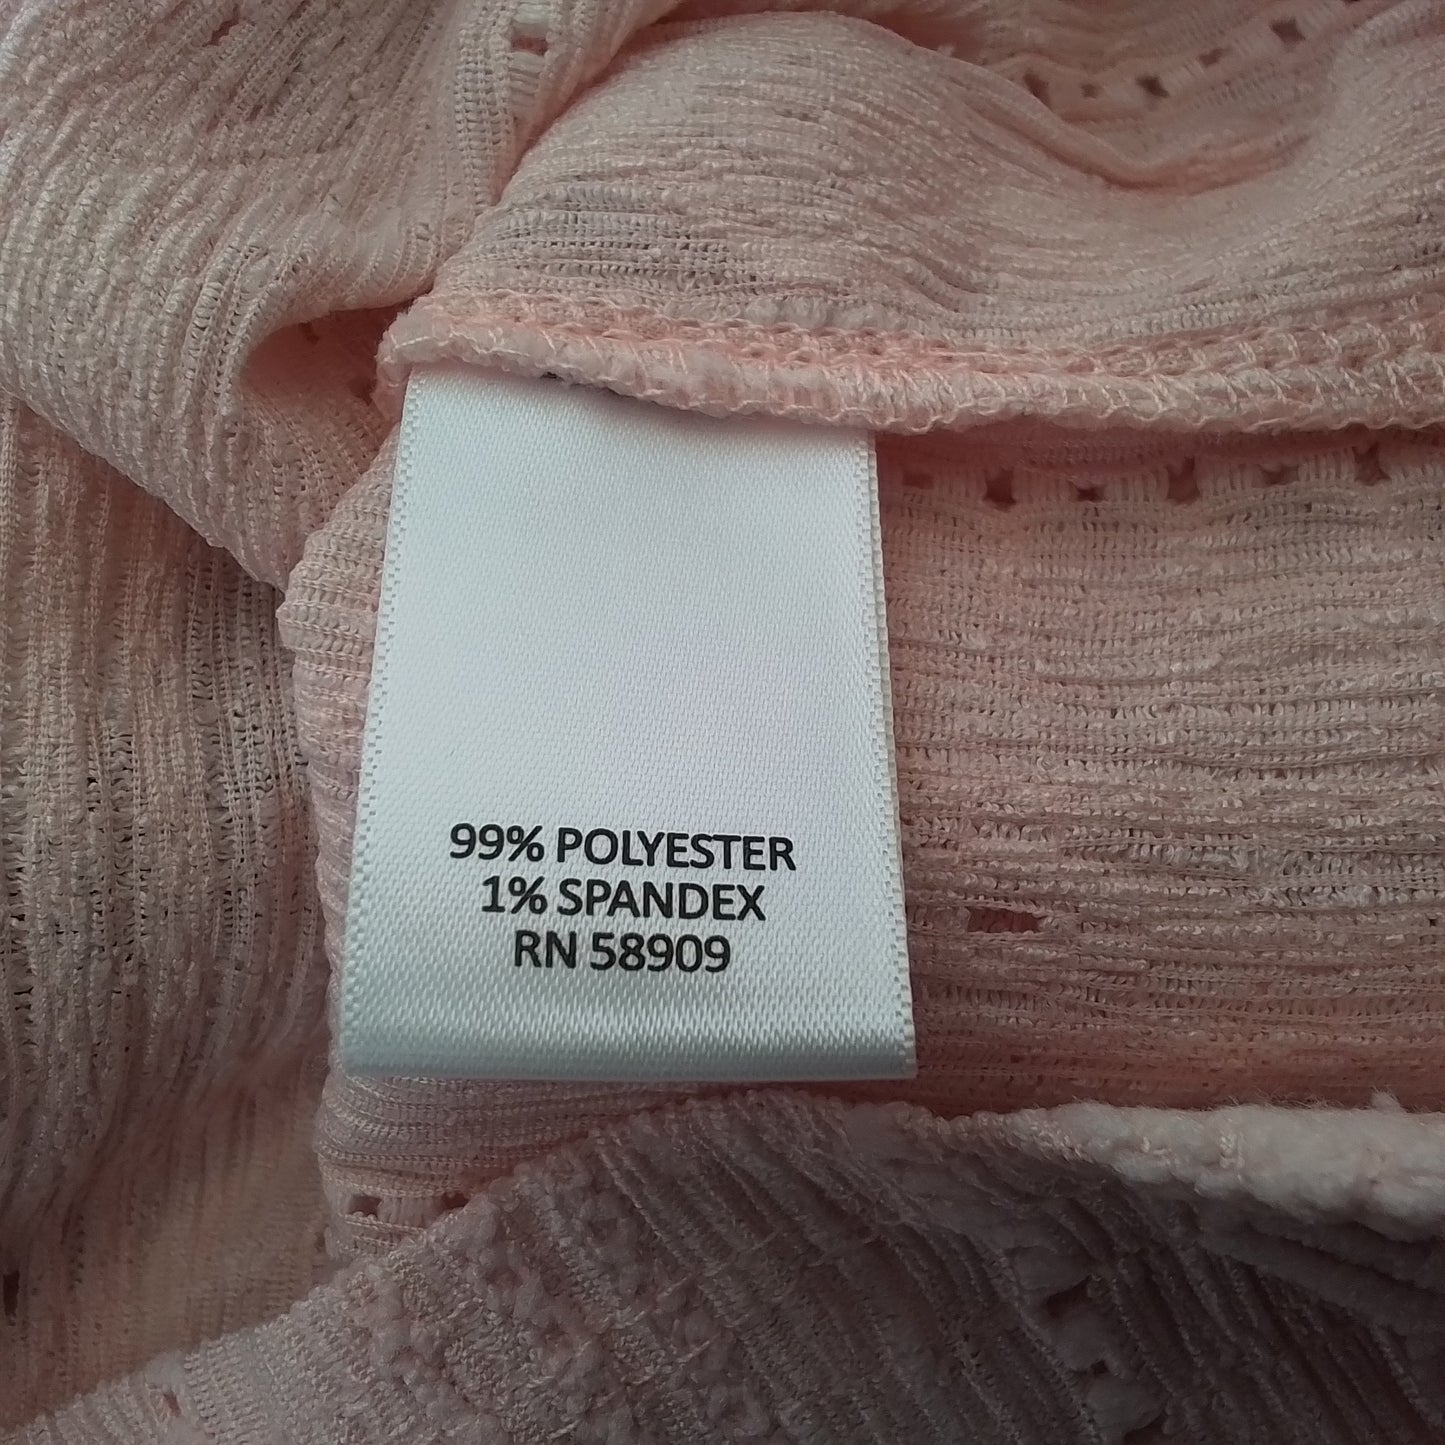 99% POLYESTER
1% SPANDEX
RN 58909